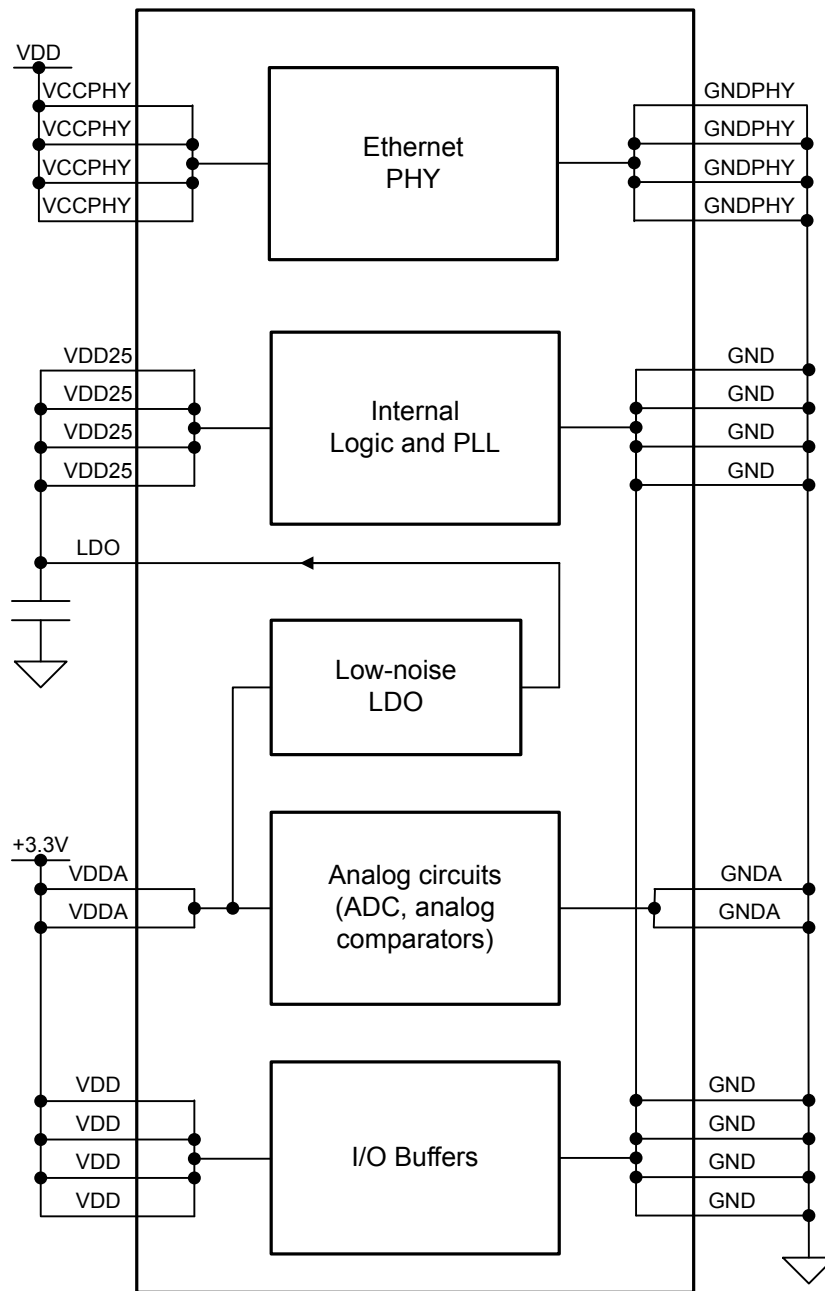 VDD
VCCPHY
VCCPHY
VCCPHY
VCCPHY
Ethernet
PHY
GNDPHY
GNDPHY
GNDPHY
GNDPHY
VDD25
VDD25
VDD25
VDD25
Internal
Logic and PLL
GND
GND
GND
GND
LDO
Low-noise
LDO
+3.3V
VDDA
VDDA
Analog circuits
(ADC, analog
comparators)
GNDA
GNDA
VDD
VDD
VDD
VDD
I/O Buffers
GND
GND
GND
GND